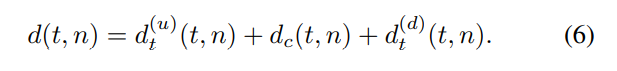 d(t, n) = d_t^{(u)}(t, n) + d_c(t, n) + d_t^{(d)}(t, n). (6)